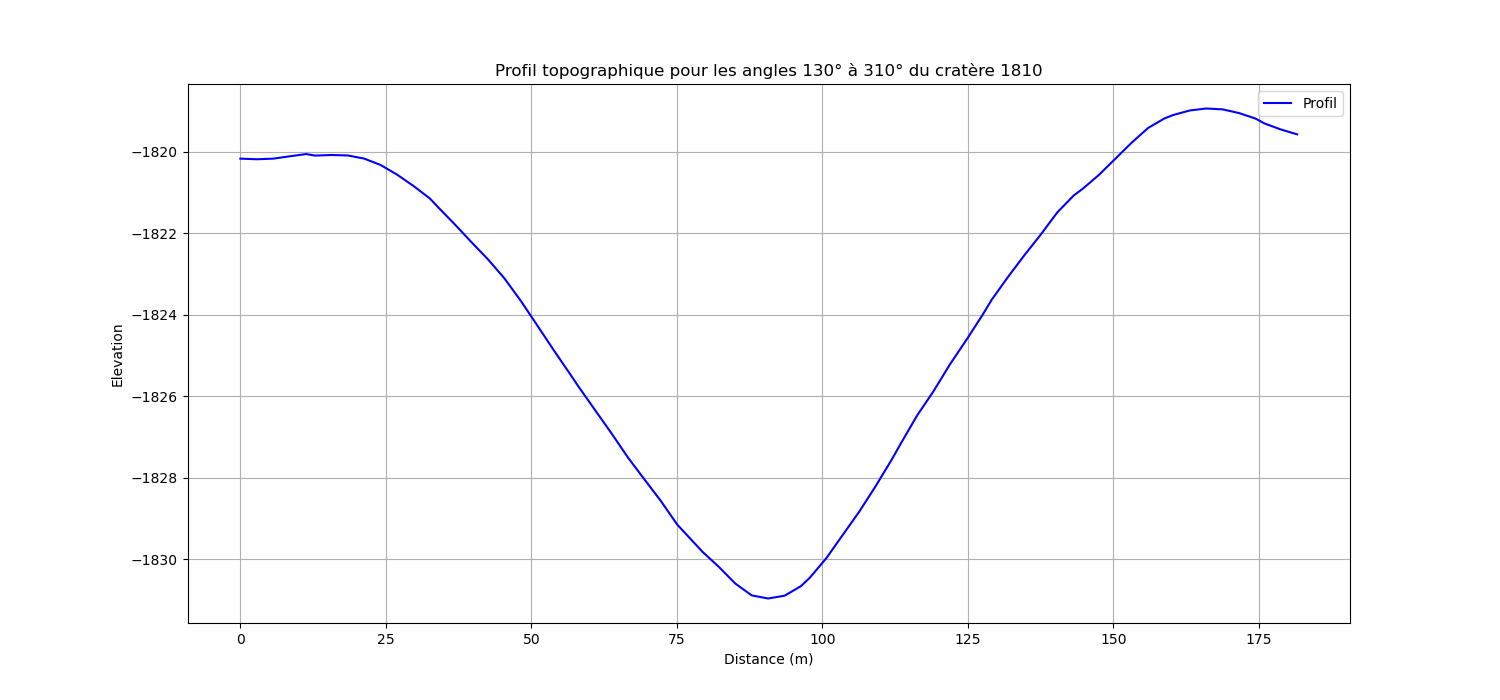 Profil topographique pour les angles 130° à 310° du cratère 1810
Profil
−1820
−1822
−1824
−1826
−1828
−1830
Elevation
0 25 50 75 100 125 150 175
Distance (m)